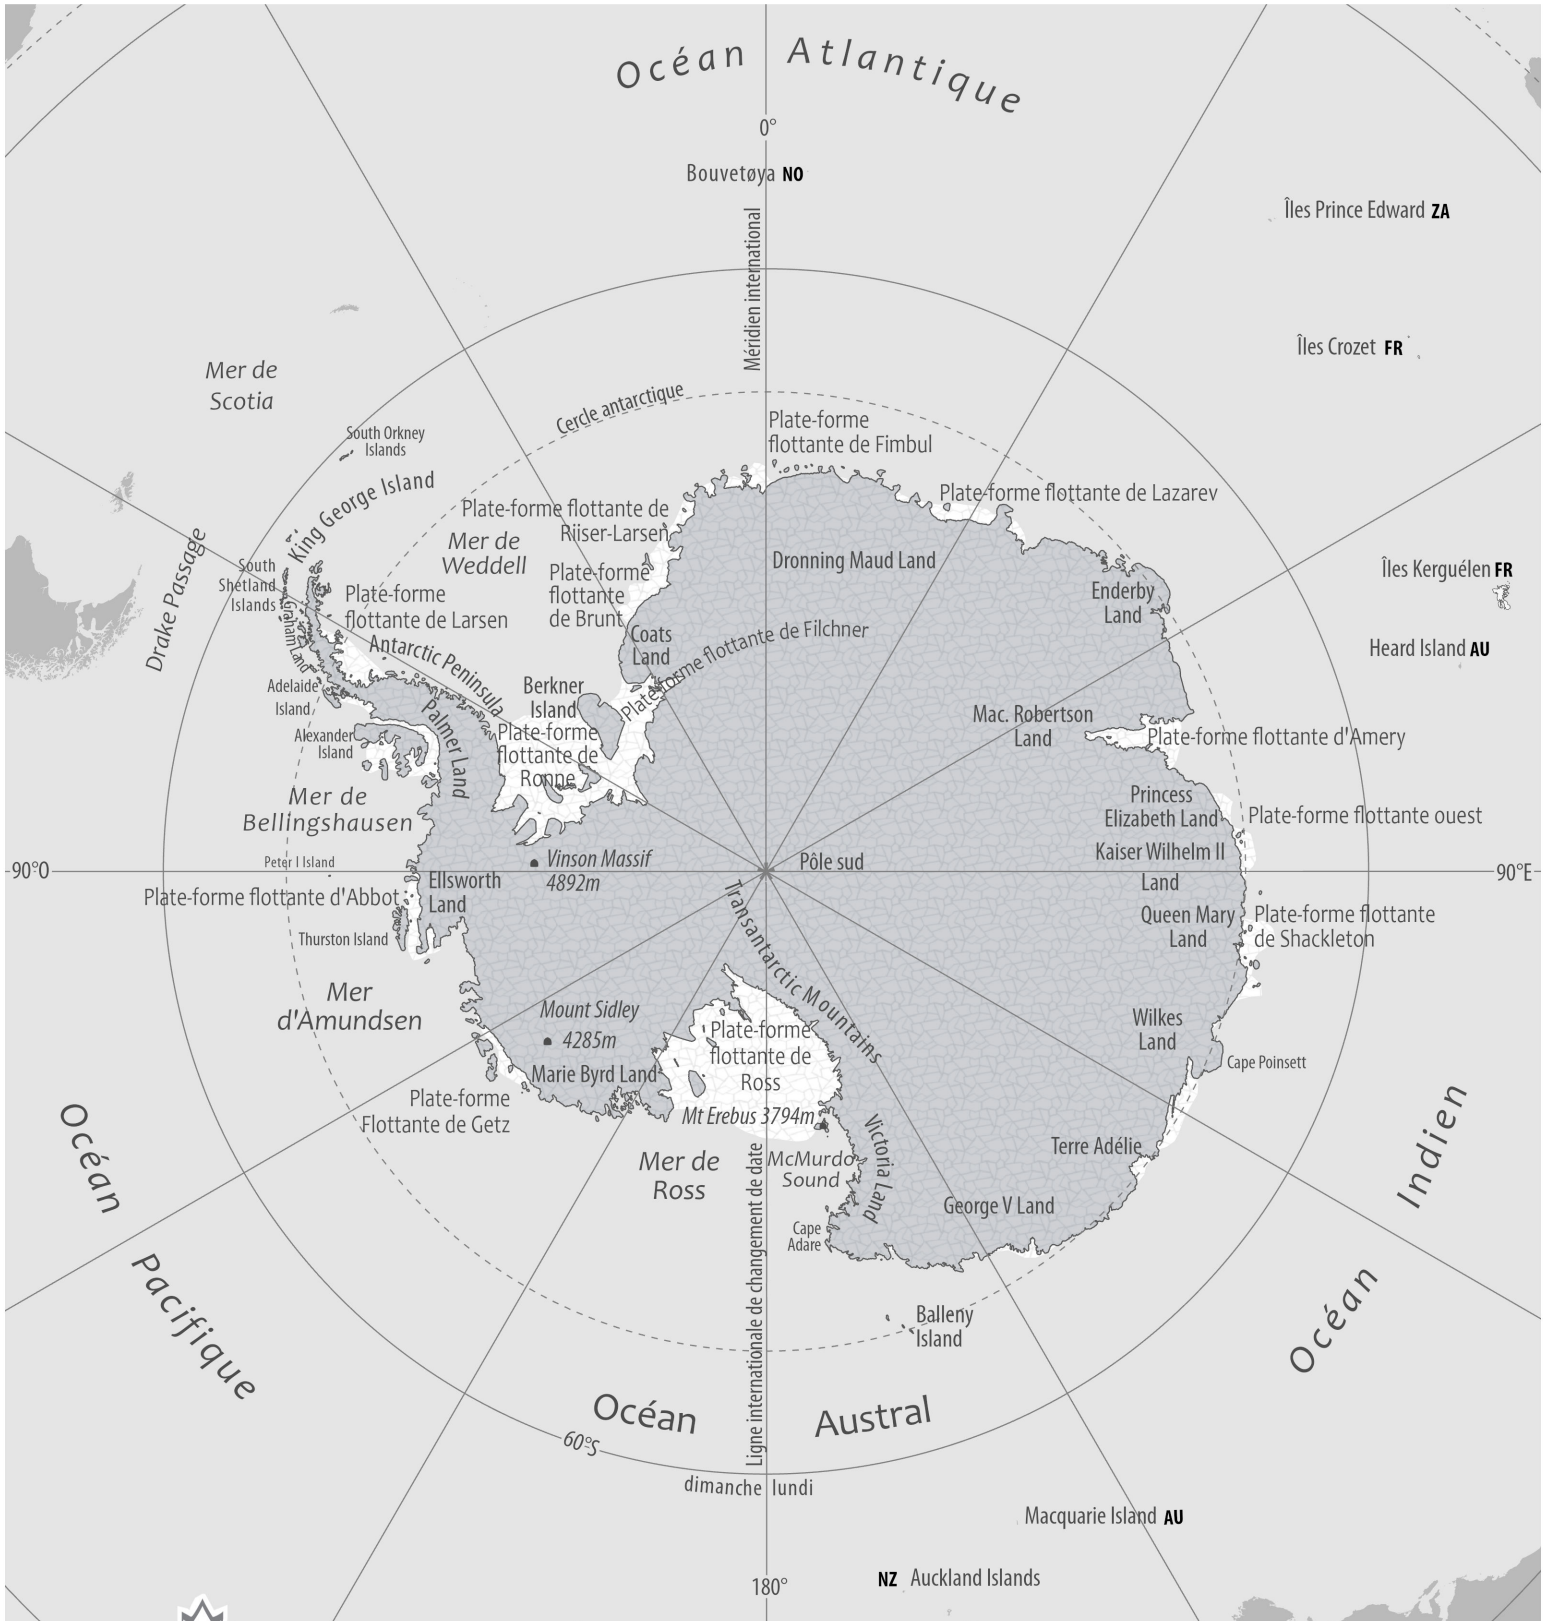 Océan Atlantique
0°
Bouvetøya NO
Îles Prince Edward ZA
Méridien international
Îles Crozet FR
Mer de
Scotia
Cercle antarctique
Plate-forme
flottante de Fimbul
South Orkney
Islands
King George Island
Plate-forme flottante de Lazarev
Plate-forme flottante de
Riiser-Larsen
Mer de
Weddell
Drake Passage
South
Shetland
Islands
Dronning Maud Land
Îles Kerguélen FR
Plate-forme
flottante
de Brunt
Plate-forme
flottante de Larsen
Enderby
Land
Graham Land
Coats
Land
Plate-forme flottante de Filchner
Heard Island AU
Antarctic Peninsula
Adelaide
Island
Berkner
Island
Palmer Land
Alexander
Island
Plate-forme
flottante de
Ronne
Mac. Robertson
Land
Plate-forme flottante d'Amery
Mer de
Bellingshausen
Princess
Elizabeth Land
Plate-forme flottante ouest
Peter I Island
90°O
Vinson Massif
4892m
Pôle sud
Kaiser Wilhelm II
Land
90°E
Plate-forme flottante d'Abbot
Ellsworth
Land
Thurston Island
Transantarctic Mountains
Queen Mary
Land
Plate-forme flottante
de Shackleton
Mer
d'Amundsen
Mount Sidley
4285m
Plate-forme
flottante de
Ross
Wilkes
Land
Cape Poinsett
Marie Byrd Land
Plate-forme
Flottante de Getz
Mt Erebus 3794m
Victoria Land
Terre Adélie
Mer de
Ross
McMurdo
Sound
George V Land
Cape
Adare
Océan
Pacifique
Océan
Indien
Ligne internationale de changement de date
Balleny
Island
Océan Austral
60°S
dimanche lundi
Macquarie Island AU
180°
NZ Auckland Islands